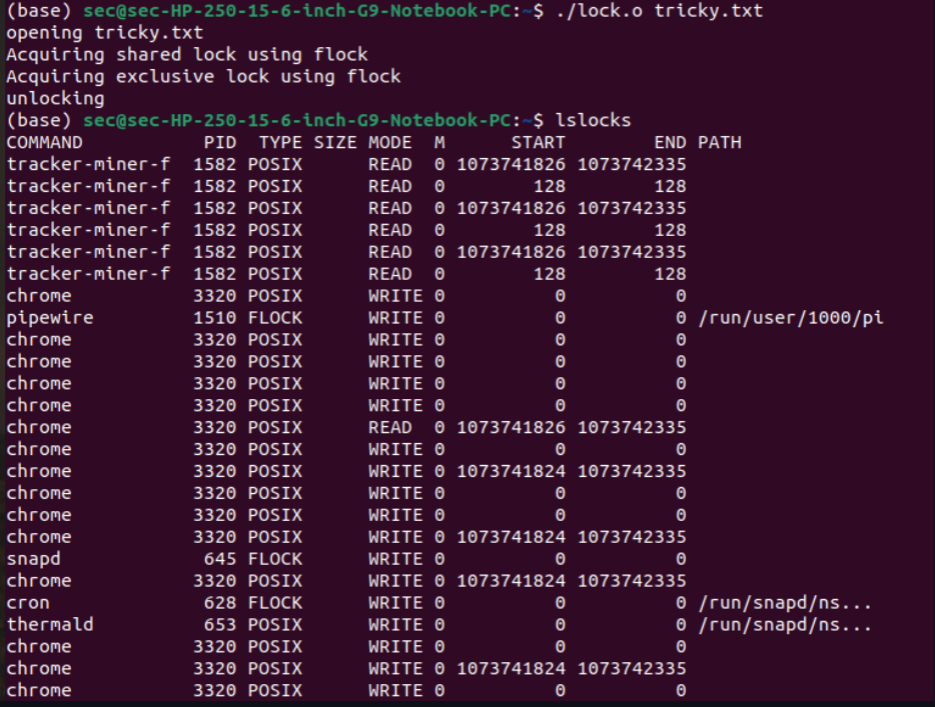 (base) sec@sec-HP-250-15-6-inch-G9-Notebook-PC:~$ ./lock.o tricky.txt
opening tricky.txt
Acquiring shared lock using flock
Acquiring exclusive lock using flock
unlocking
(base) sec@sec-HP-250-15-6-inch-G9-Notebook-PC:~$ lslocks
COMMAND PID TYPE SIZE MODE M START END PATH
tracker-miner-f 1582 POSIX READ 0 1073741826 1073742335
tracker-miner-f 1582 POSIX READ 0 128 128
tracker-miner-f 1582 POSIX READ 0 1073741826 1073742335
tracker-miner-f 1582 POSIX READ 0 128 128
tracker-miner-f 1582 POSIX READ 0 1073741826 1073742335
tracker-miner-f 1582 POSIX READ 0 128 128
chrome 3320 POSIX WRITE 0 0 0
pipewire 1510 FLOCK WRITE 0 0 0 /run/user/1000/pi
chrome 3320 POSIX WRITE 0 0 0
chrome 3320 POSIX WRITE 0 0 0
chrome 3320 POSIX WRITE 0 0 0
chrome 3320 POSIX WRITE 0 0 0
chrome 3320 POSIX READ 0 1073741826 1073742335
chrome 3320 POSIX WRITE 0 0 0
chrome 3320 POSIX WRITE 0 1073741824 1073742335
chrome 3320 POSIX WRITE 0 0 0
chrome 3320 POSIX WRITE 0 0 0
chrome 3320 POSIX WRITE 0 1073741824 1073742335
snapd 645 FLOCK WRITE 0 0 0
chrome 3320 POSIX WRITE 0 1073741824 1073742335
cron 628 FLOCK WRITE 0 0 0 /run/snapd/ns...
thermald 653 POSIX WRITE 0 0 0 /run/snapd/ns...
chrome 3320 POSIX WRITE 0 0 0
chrome 3320 POSIX WRITE 0 1073741824 1073742335
chrome 3320 POSIX WRITE 0 0 0